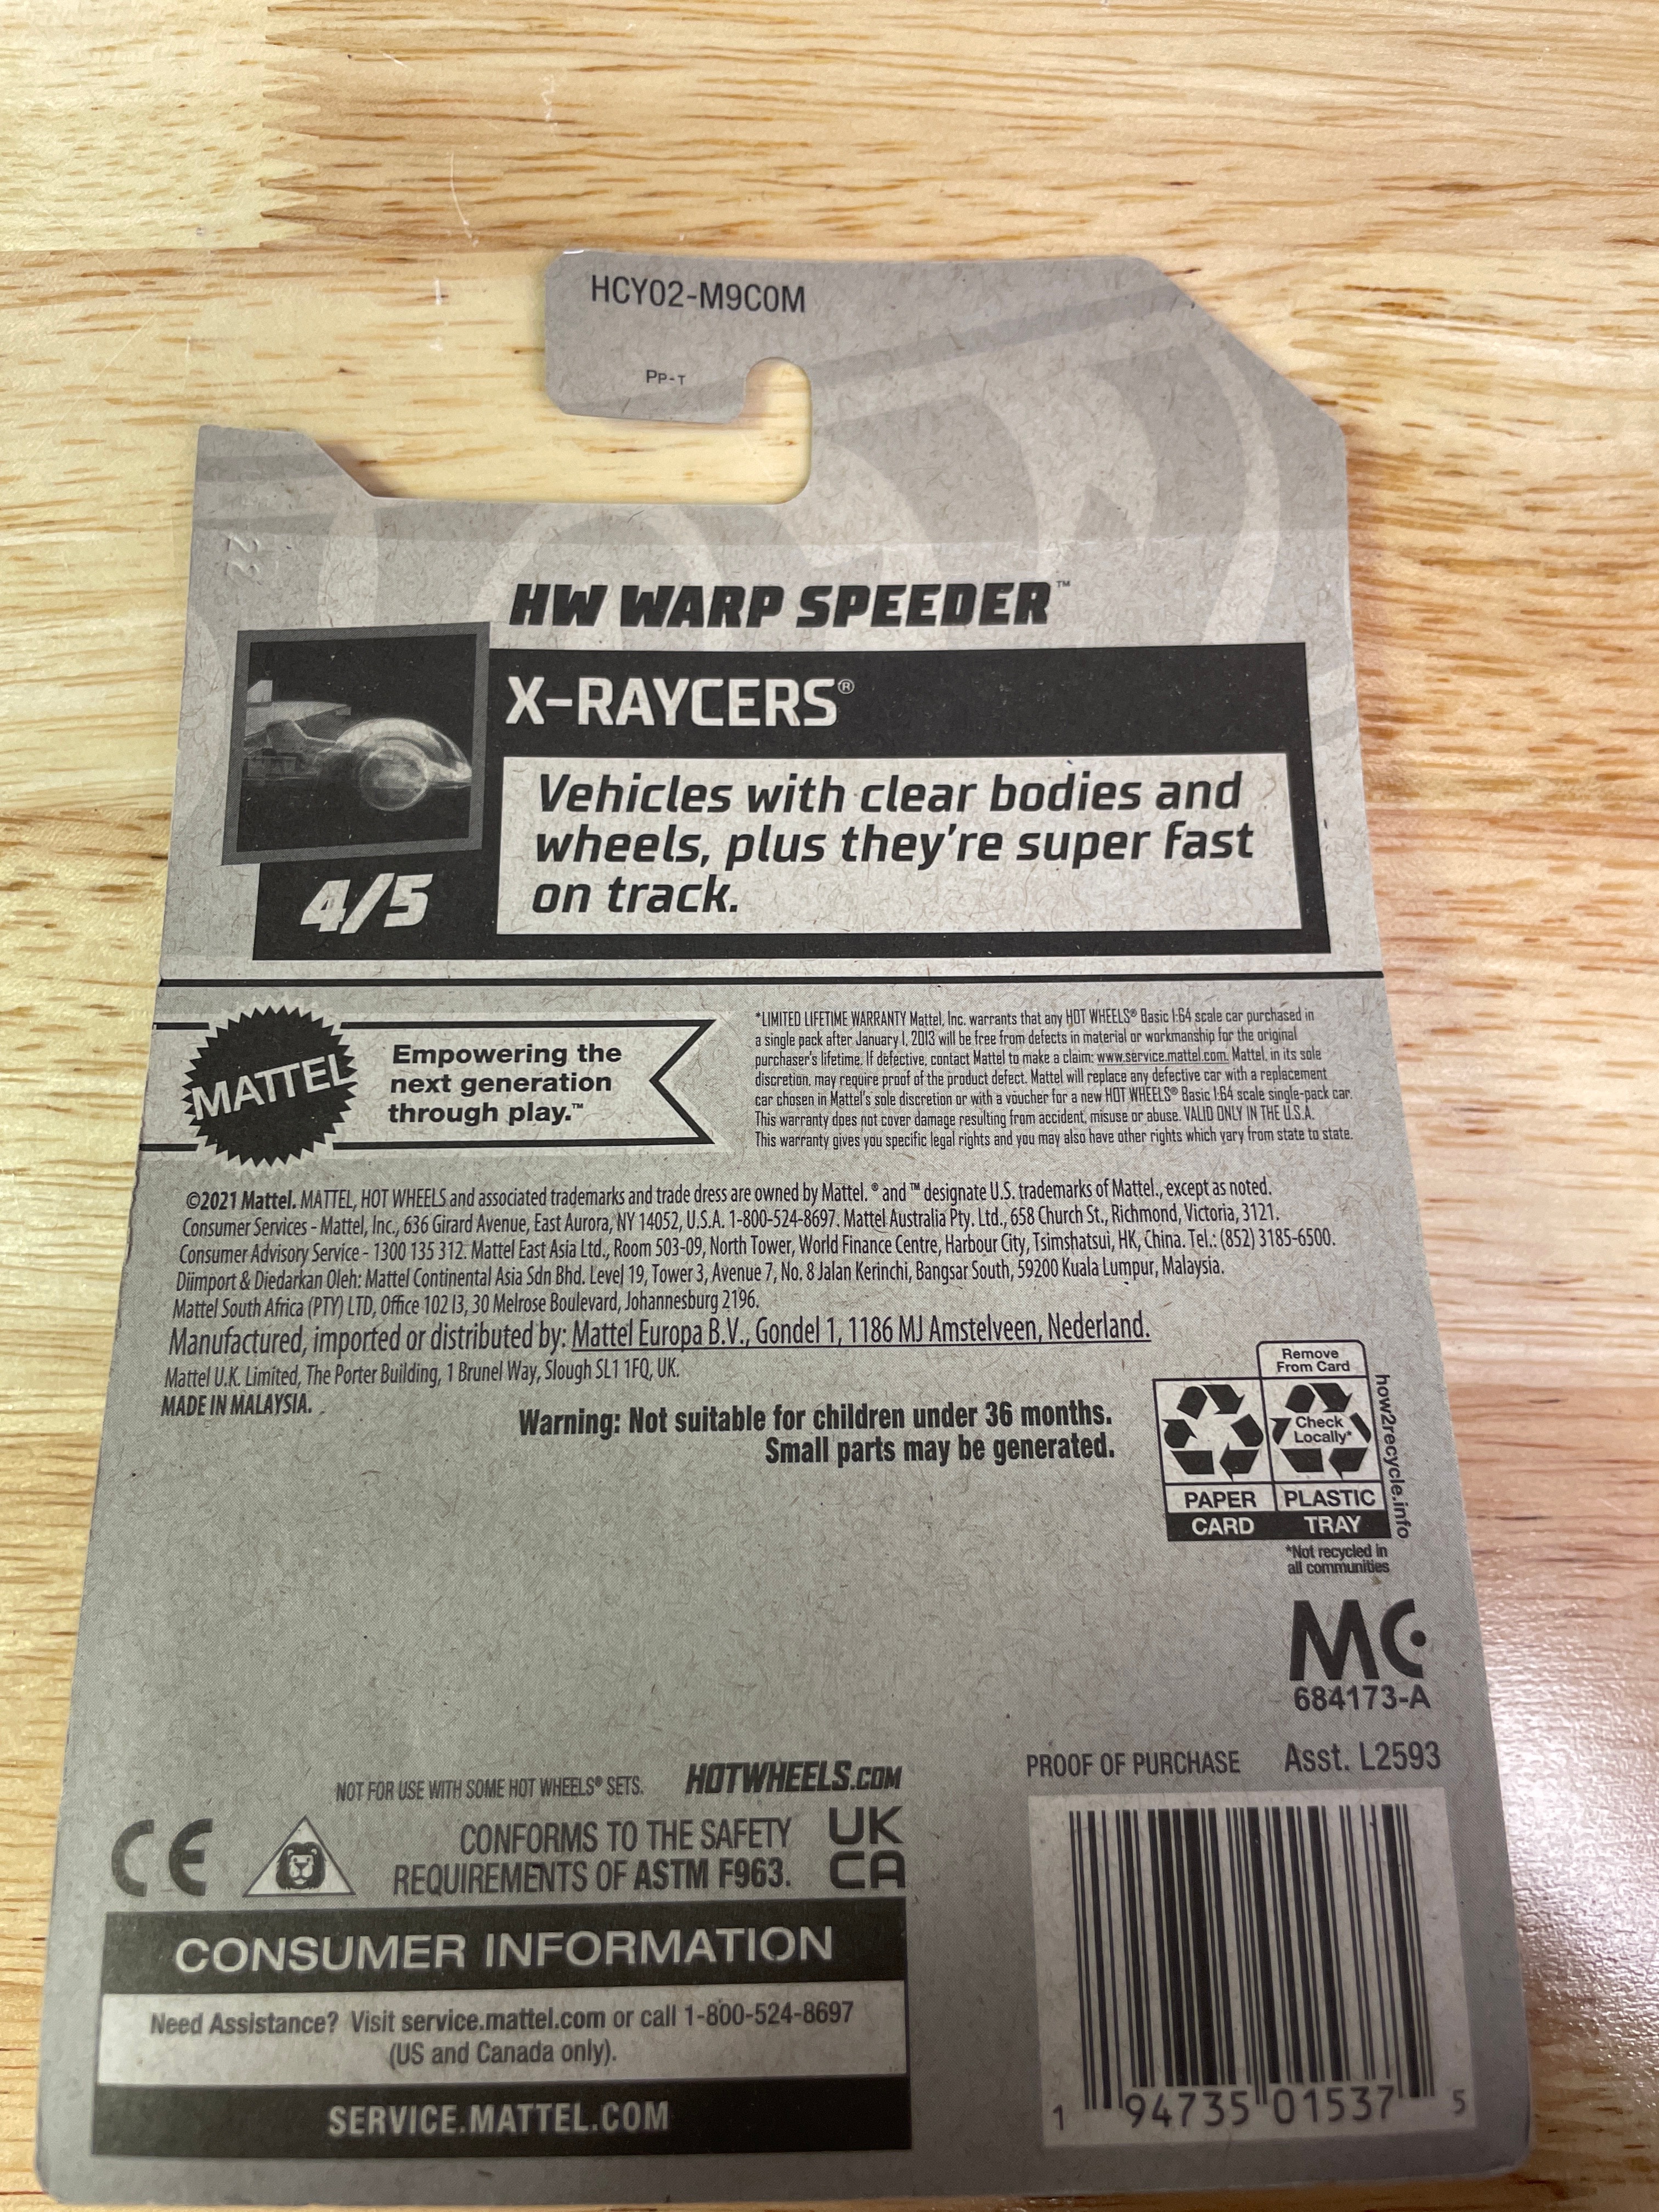 HCY02-M9C0M
PP-T
22
HW WARP SPEEDER™
X-RAYCERS®
Vehicles with clear bodies and
wheels, plus they're super fast
on track.
4/5
MATTEL
Empowering the
next generation
through play.™
*LIMITED LIFETIME WARRANTY Mattel, Inc. warrants that any HOT WHEELS® Basic 1:64 scale car purchased in
a single pack after January 1, 2013 will be free from defects in material or workmanship for the original
purchaser's lifetime. If defective, contact Mattel to make a claim: www.service.mattel.com. Mattel, in its sole
discretion, may require proof of the product defect. Mattel will replace any defective car with a replacement
car chosen in Mattel's sole discretion or with a voucher for a new HOT WHEELS® Basic 1:64 scale single-pack car.
This warranty does not cover damage resulting from accident, misuse or abuse. VALID ONLY IN THE U.S.A.
This warranty gives you specific legal rights and you may also have other rights which vary from state to state.
©2021 Mattel. MATTEL, HOT WHEELS and associated trademarks and trade dress are owned by Mattel. ® and ™ designate U.S. trademarks of Mattel., except as noted.
Consumer Services - Mattel, Inc., 636 Girard Avenue, East Aurora, NY 14052, U.S.A. 1-800-524-8697. Mattel Australia Pty. Ltd., 658 Church St., Richmond, Victoria, 3121.
Consumer Advisory Service - 1300 135 312. Mattel East Asia Ltd., Room 503-09, North Tower, World Finance Centre, Harbour City, Tsimshatsui, HK, China. Tel.: (852) 3185-6500.
Diimport & Diedarkan Oleh: Mattel Continental Asia Sdn Bhd. Level 19, Tower 3, Avenue 7, No. 8 Jalan Kerinchi, Bangsar South, 59200 Kuala Lumpur, Malaysia.
Mattel South Africa (PTY) LTD, Office 102 I3, 30 Melrose Boulevard, Johannesburg 2196.
Manufactured, imported or distributed by: Mattel Europa B.V., Gondel 1, 1186 MJ Amstelveen, Nederland.
Mattel U.K. Limited, The Porter Building, 1 Brunel Way, Slough SL1 1FQ, UK.
MADE IN MALAYSIA.
Warning: Not suitable for children under 36 months.
Small parts may be generated.
Remove
From Card
Check
Locally*
PAPER
PLASTIC
CARD
TRAY
how2recycle.info
*Not recycled in
all communities
MC
684173-A
PROOF OF PURCHASE Asst. L2593
NOT FOR USE WITH SOME HOT WHEELS® SETS.
HOTWHEELS.COM
CE
CONFORMS TO THE SAFETY
REQUIREMENTS OF ASTM F963.
UK
CA
CONSUMER INFORMATION
Need Assistance? Visit service.mattel.com or call 1-800-524-8697
(US and Canada only).
SERVICE.MATTEL.COM
1 94735 01537 5